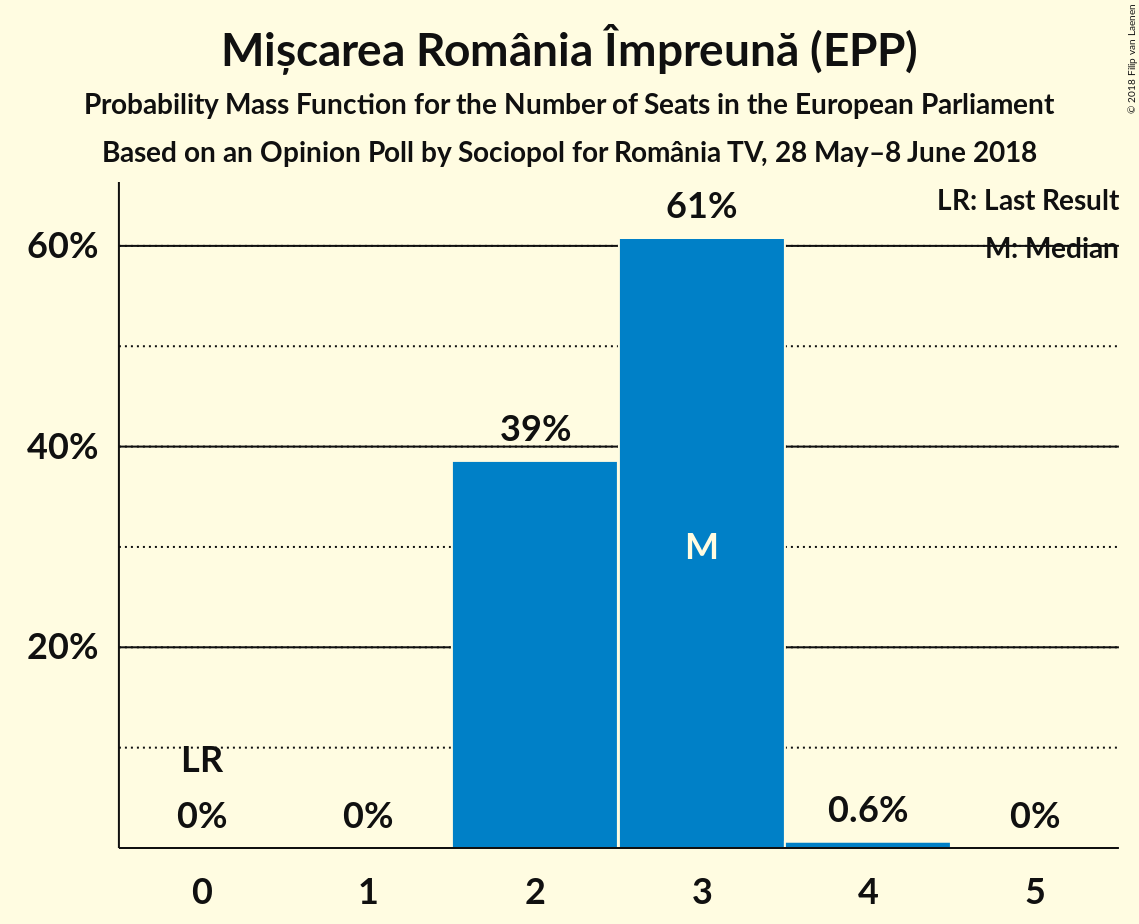 Mișcarea România Împreună (EPP)
Probability Mass Function for the Number of Seats in the European Parliament
Based on an Opinion Poll by Sociopol for România TV, 28 May–8 June 2018
© 2018 Filip van Laenen
LR: Last Result
M: Median
61%
60%
39%
40%
M
20%
LR
0%
0%
0.6%
0%
0
1
2
3
4
5